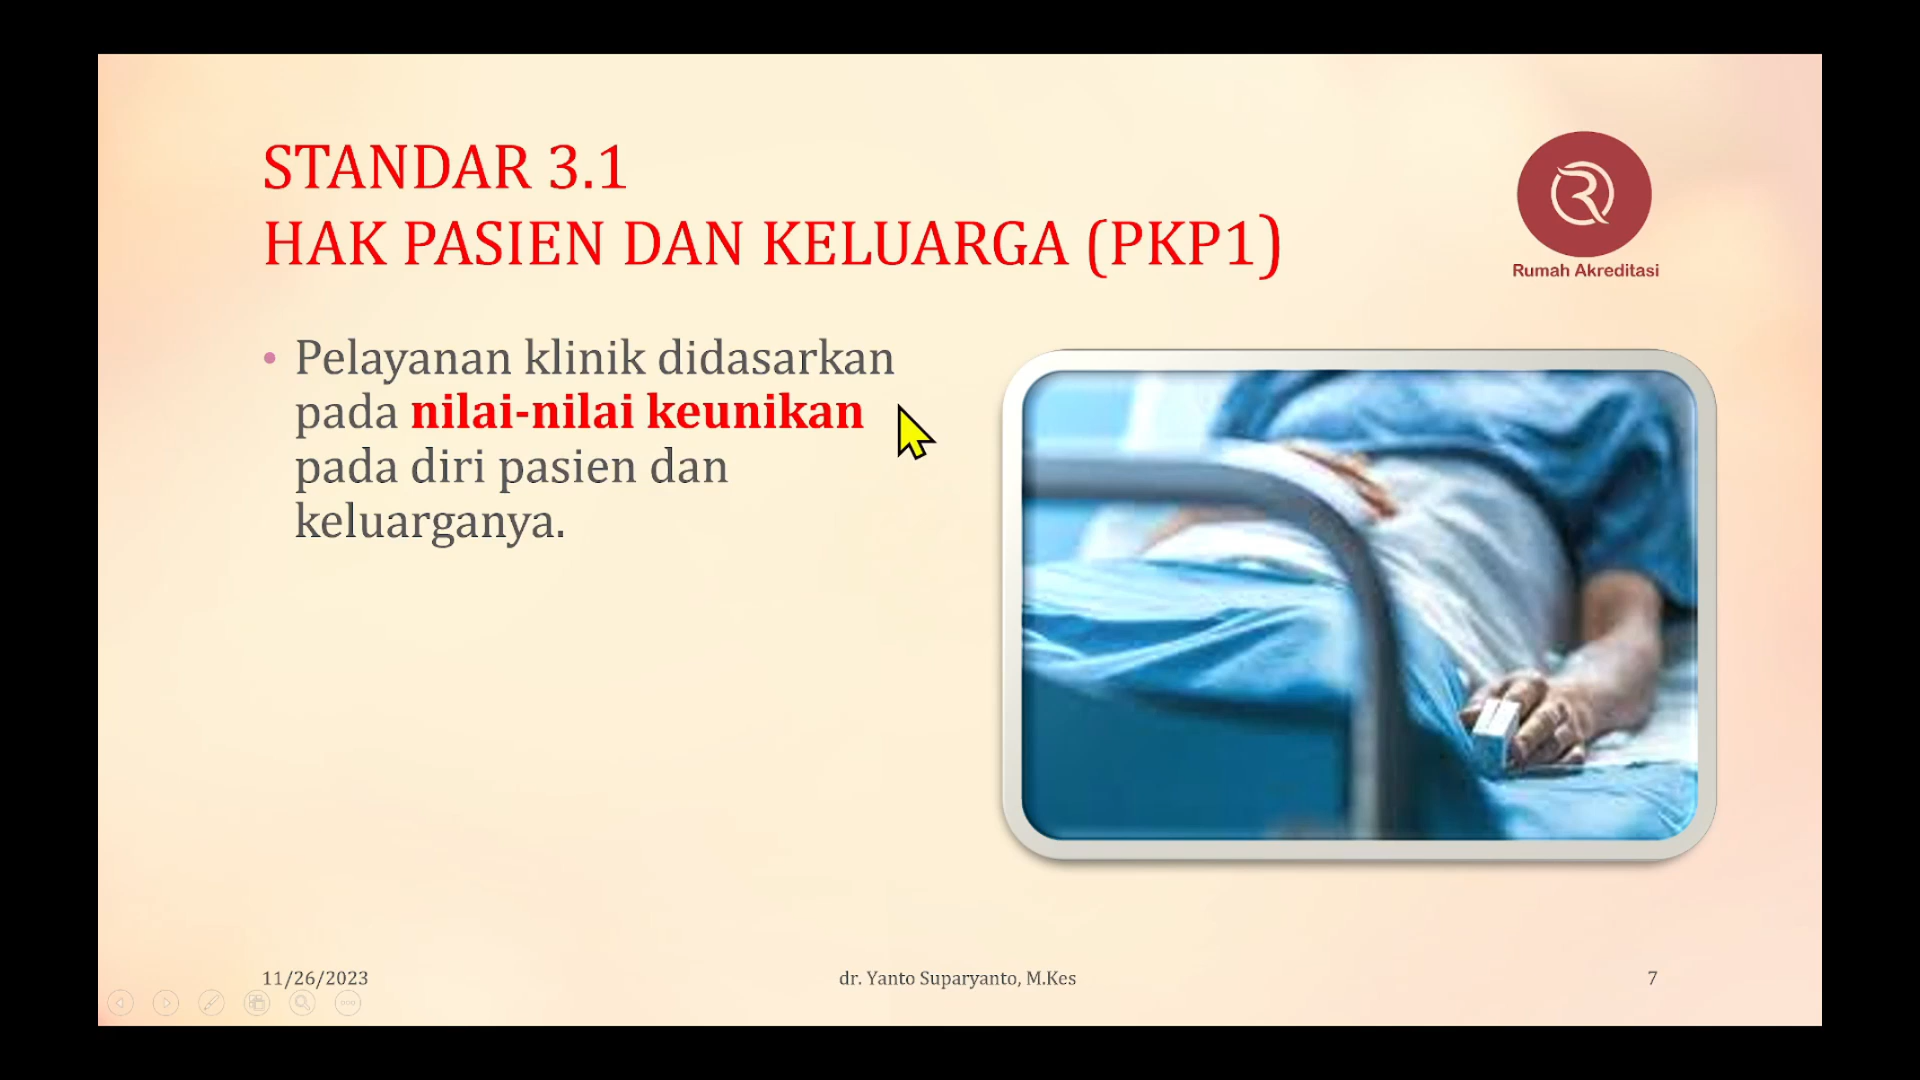 STANDAR 3.1
HAK PASIEN DAN KELUARGA (PKP1)
Rumah Akreditasi
• Pelayanan klinik didasarkan
pada nilai-nilai keunikan
pada diri pasien dan
keluarganya.
11/26/2023
dr. Yanto Suparyanto, M.Kes
7